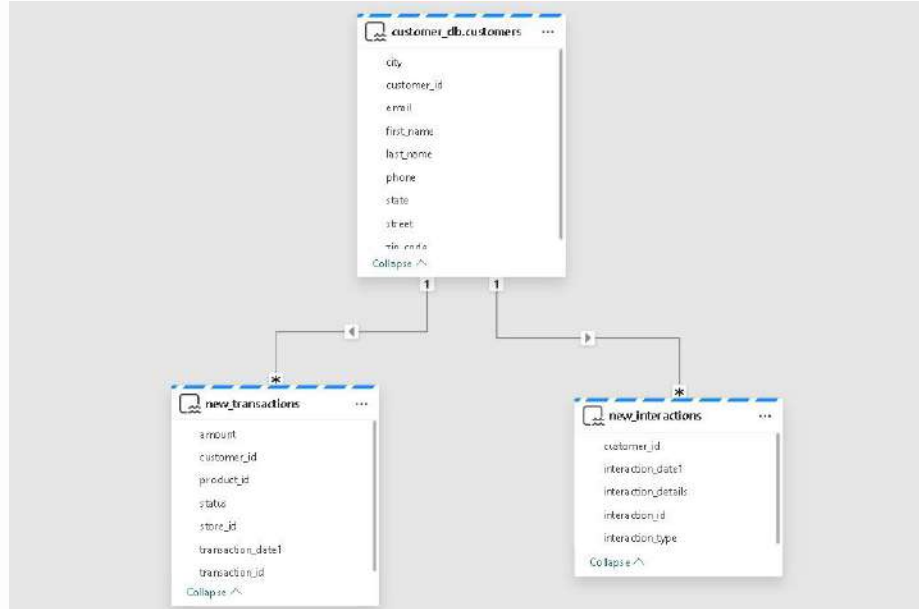 customer_db.customers ...
city
customer_id
email
first_name
last_name
phone
state
street
zip_code
Collapse
1 1
* *
new_transactions ...
amount
customer_id
product_id
status
store_id
transaction_date1
transaction_id
Collapse
new_interactions ...
customer_id
interaction_date1
interaction_details
interaction_id
interaction_type
Collapse